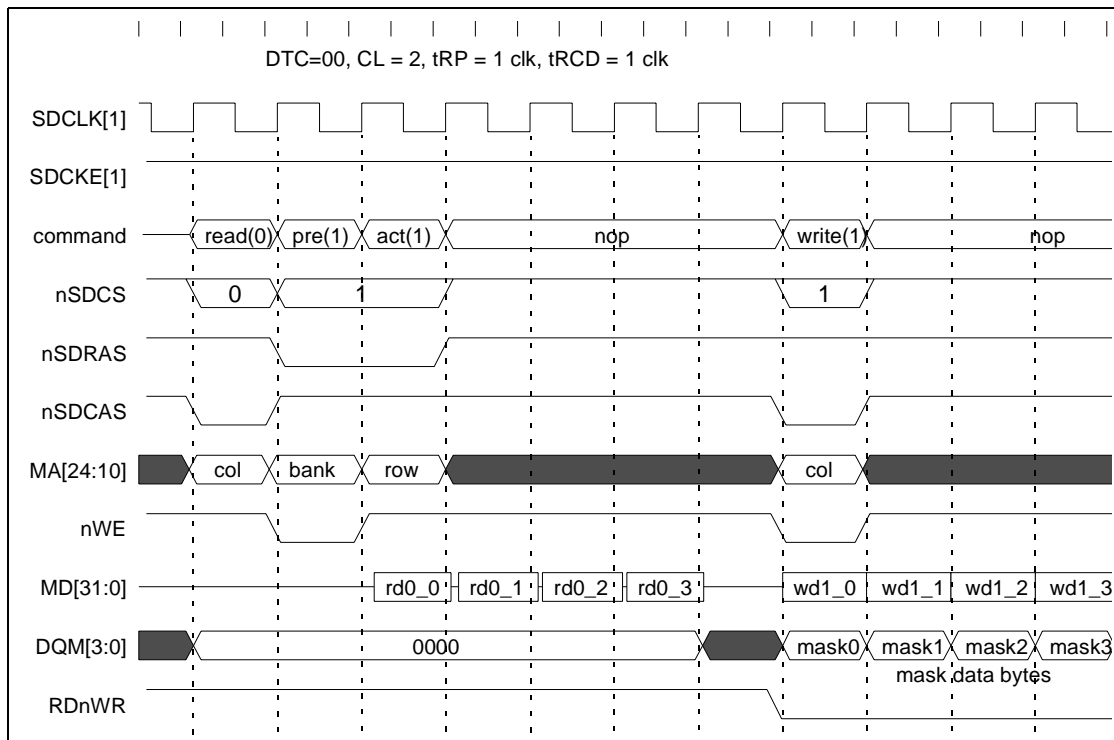 DTC=00, CL = 2, tRP = 1 clk, tRCD = 1 clk
SDCLK[1]
SDCKE[1]
command read(0) pre(1) act(1) nop write(1) nop
nSDCS 0 1 1
nSDRAS
nSDCAS
MA[24:10] col bank row col
nWE
MD[31:0] rd0_0 rd0_1 rd0_2 rd0_3 wd1_0 wd1_1 wd1_2 wd1_3
DQM[3:0] 0000 mask0 mask1 mask2 mask3
mask data bytes
RDnWR